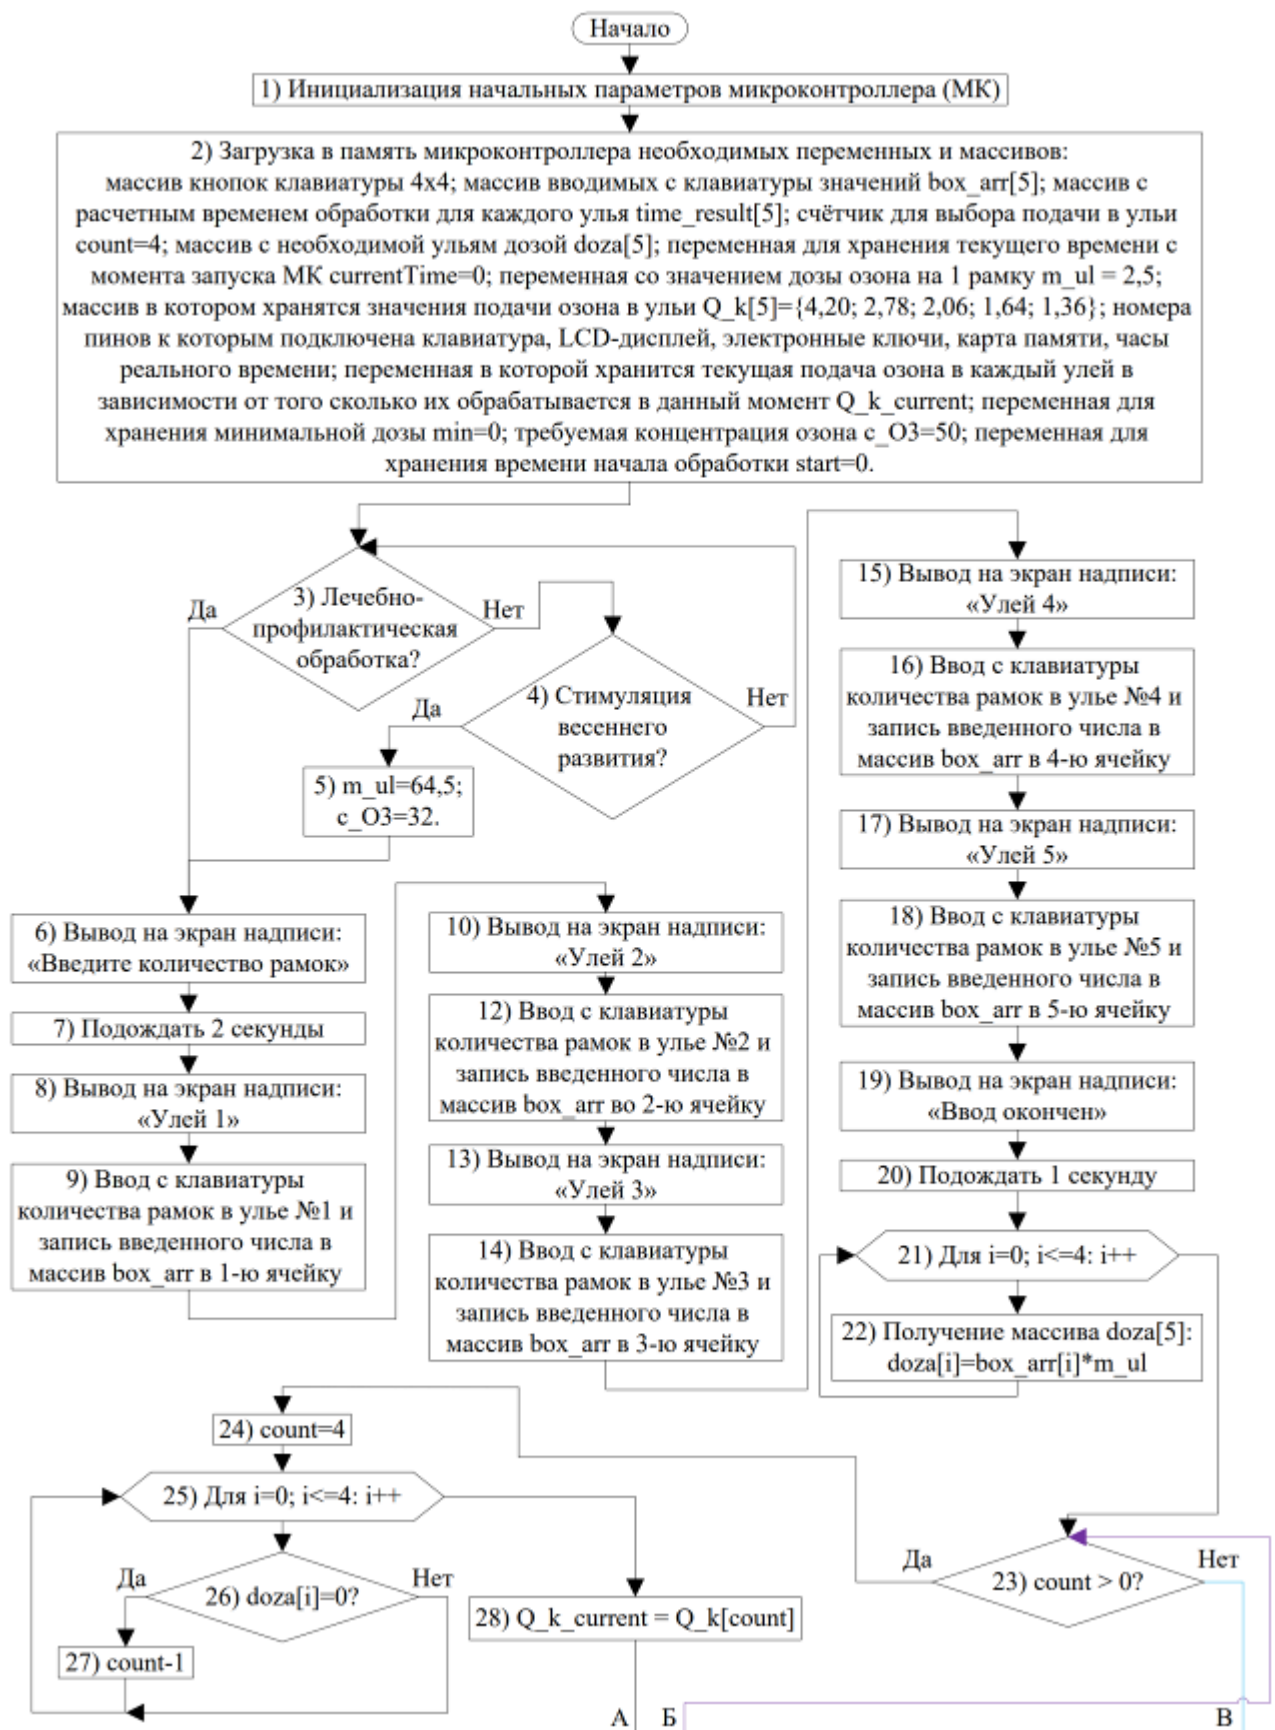 Начало
1) Инициализация начальных параметров микроконтроллера (МК)
2) Загрузка в память микроконтроллера необходимых переменных и массивов:
массив кнопок клавиатуры 4x4; массив вводимых с клавиатуры значений box_arr[5]; массив с
расчетным временем обработки для каждого улья time_result[5]; счётчик для выбора подачи в ульи
count=4; массив с необходимой ульям дозой doza[5]; переменная для хранения текущего времени с
момента запуска МК currentTime=0; переменная со значением дозы озона на 1 рамку m_ul = 2,5;
массив в котором хранятся значения подачи озона в ульи Q_k[5]={4,20; 2,78; 2,06; 1,64; 1,36}; номера
пинов к которым подключена клавиатура, LCD-дисплей, электронные ключи, карта памяти, часы
реального времени; переменная в которой хранится текущая подача озона в каждый улей в
зависимости от того сколько их обрабатывается в данный момент Q_k_current; переменная для
хранения минимальной дозы min=0; требуемая концентрация озона c_O3=50; переменная для
хранения времени начала обработки start=0.
3) Лечебно-
профилактическая
обработка?
Да
Нет
4) Стимуляция
весеннего
развития?
Да
Нет
5) m_ul=64,5;
c_O3=32.
6) Вывод на экран надписи:
«Введите количество рамок»
7) Подождать 2 секунды
8) Вывод на экран надписи:
«Улей 1»
9) Ввод с клавиатуры
количества рамок в улье №1 и
запись введенного числа в
массив box_arr в 1-ю ячейку
10) Вывод на экран надписи:
«Улей 2»
12) Ввод с клавиатуры
количества рамок в улье №2 и
запись введенного числа в
массив box_arr во 2-ю ячейку
13) Вывод на экран надписи:
«Улей 3»
14) Ввод с клавиатуры
количества рамок в улье №3 и
запись введенного числа в
массив box_arr в 3-ю ячейку
15) Вывод на экран надписи:
«Улей 4»
16) Ввод с клавиатуры
количества рамок в улье №4 и
запись введенного числа в
массив box_arr в 4-ю ячейку
17) Вывод на экран надписи:
«Улей 5»
18) Ввод с клавиатуры
количества рамок в улье №5 и
запись введенного числа в
массив box_arr в 5-ю ячейку
19) Вывод на экран надписи:
«Ввод окончен»
20) Подождать 1 секунду
21) Для i=0; i<=4: i++
22) Получение массива doza[5]:
doza[i]=box_arr[i]*m_ul
23) count > 0?
Да
Нет
24) count=4
25) Для i=0; i<=4: i++
26) doza[i]=0?
Да
Нет
27) count-1
28) Q_k_current = Q_k[count]
А
Б
В